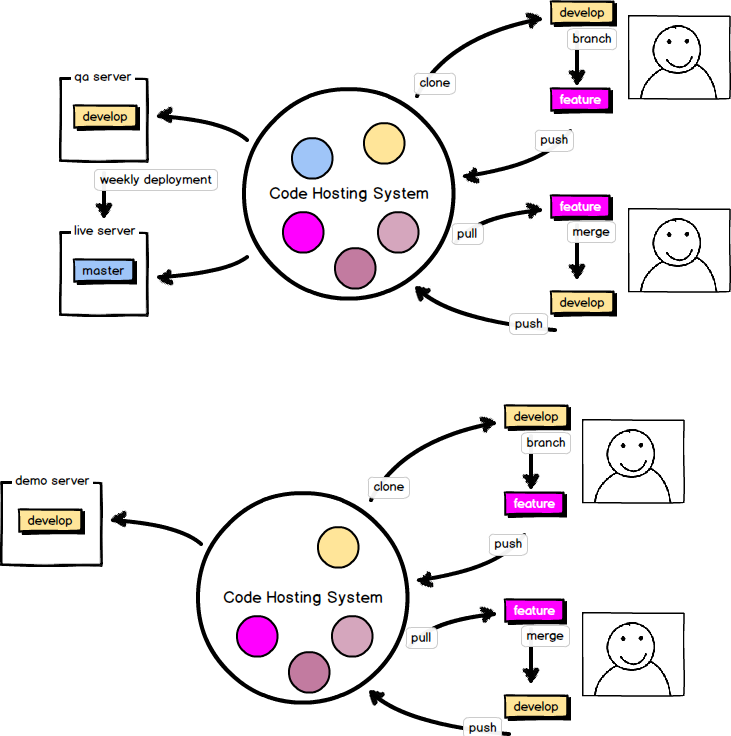 develop
branch
clone
feature
qa server
develop
push
weekly deployment
Code Hosting System
feature
live server
pull
merge
master
develop
push
develop
branch
clone
demo server
feature
develop
push
Code Hosting System
feature
pull
merge
develop
push